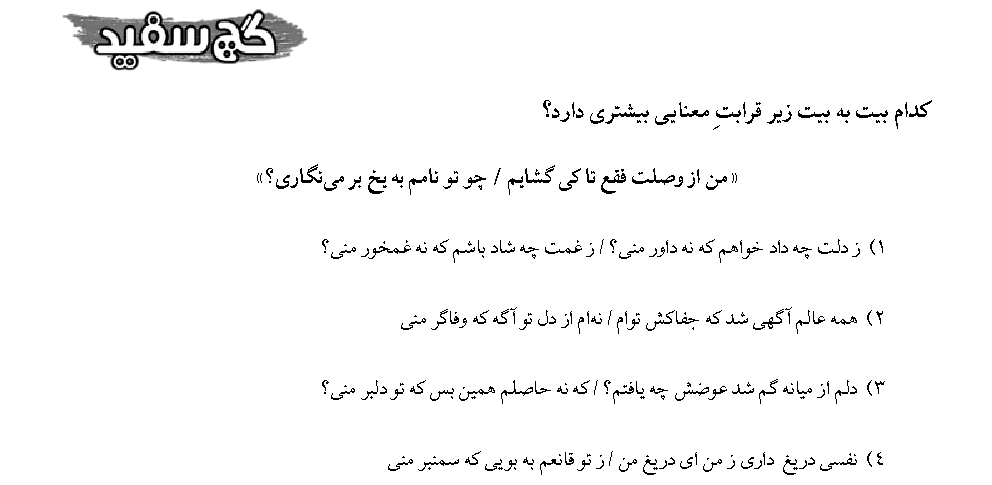 گچ سفید
کدام بیت به بیت زیر قرابتِ معنایی بیشتری دارد؟
«من از وصلت فقع تا کی گشایم / چو تو نامم به یخ بر می‌نگاری؟»
۱) ز دلت چه داد خواهم که نه داور منی؟ / ز غمت چه شاد باشم که نه غمخور منی؟
۲) همه عالم آگهی شد که جفاکش توام / نه‌ام از دل تو آگه که وفاگر منی
۳) دلم از میانه گم شد عوضش چه یافتم؟ / که نه حاصلم همین بس که تو دلبر منی؟
۴) نفسی دریغ داری ز من ای دریغ من / ز تو قانعم به بویی که سمنبر منی